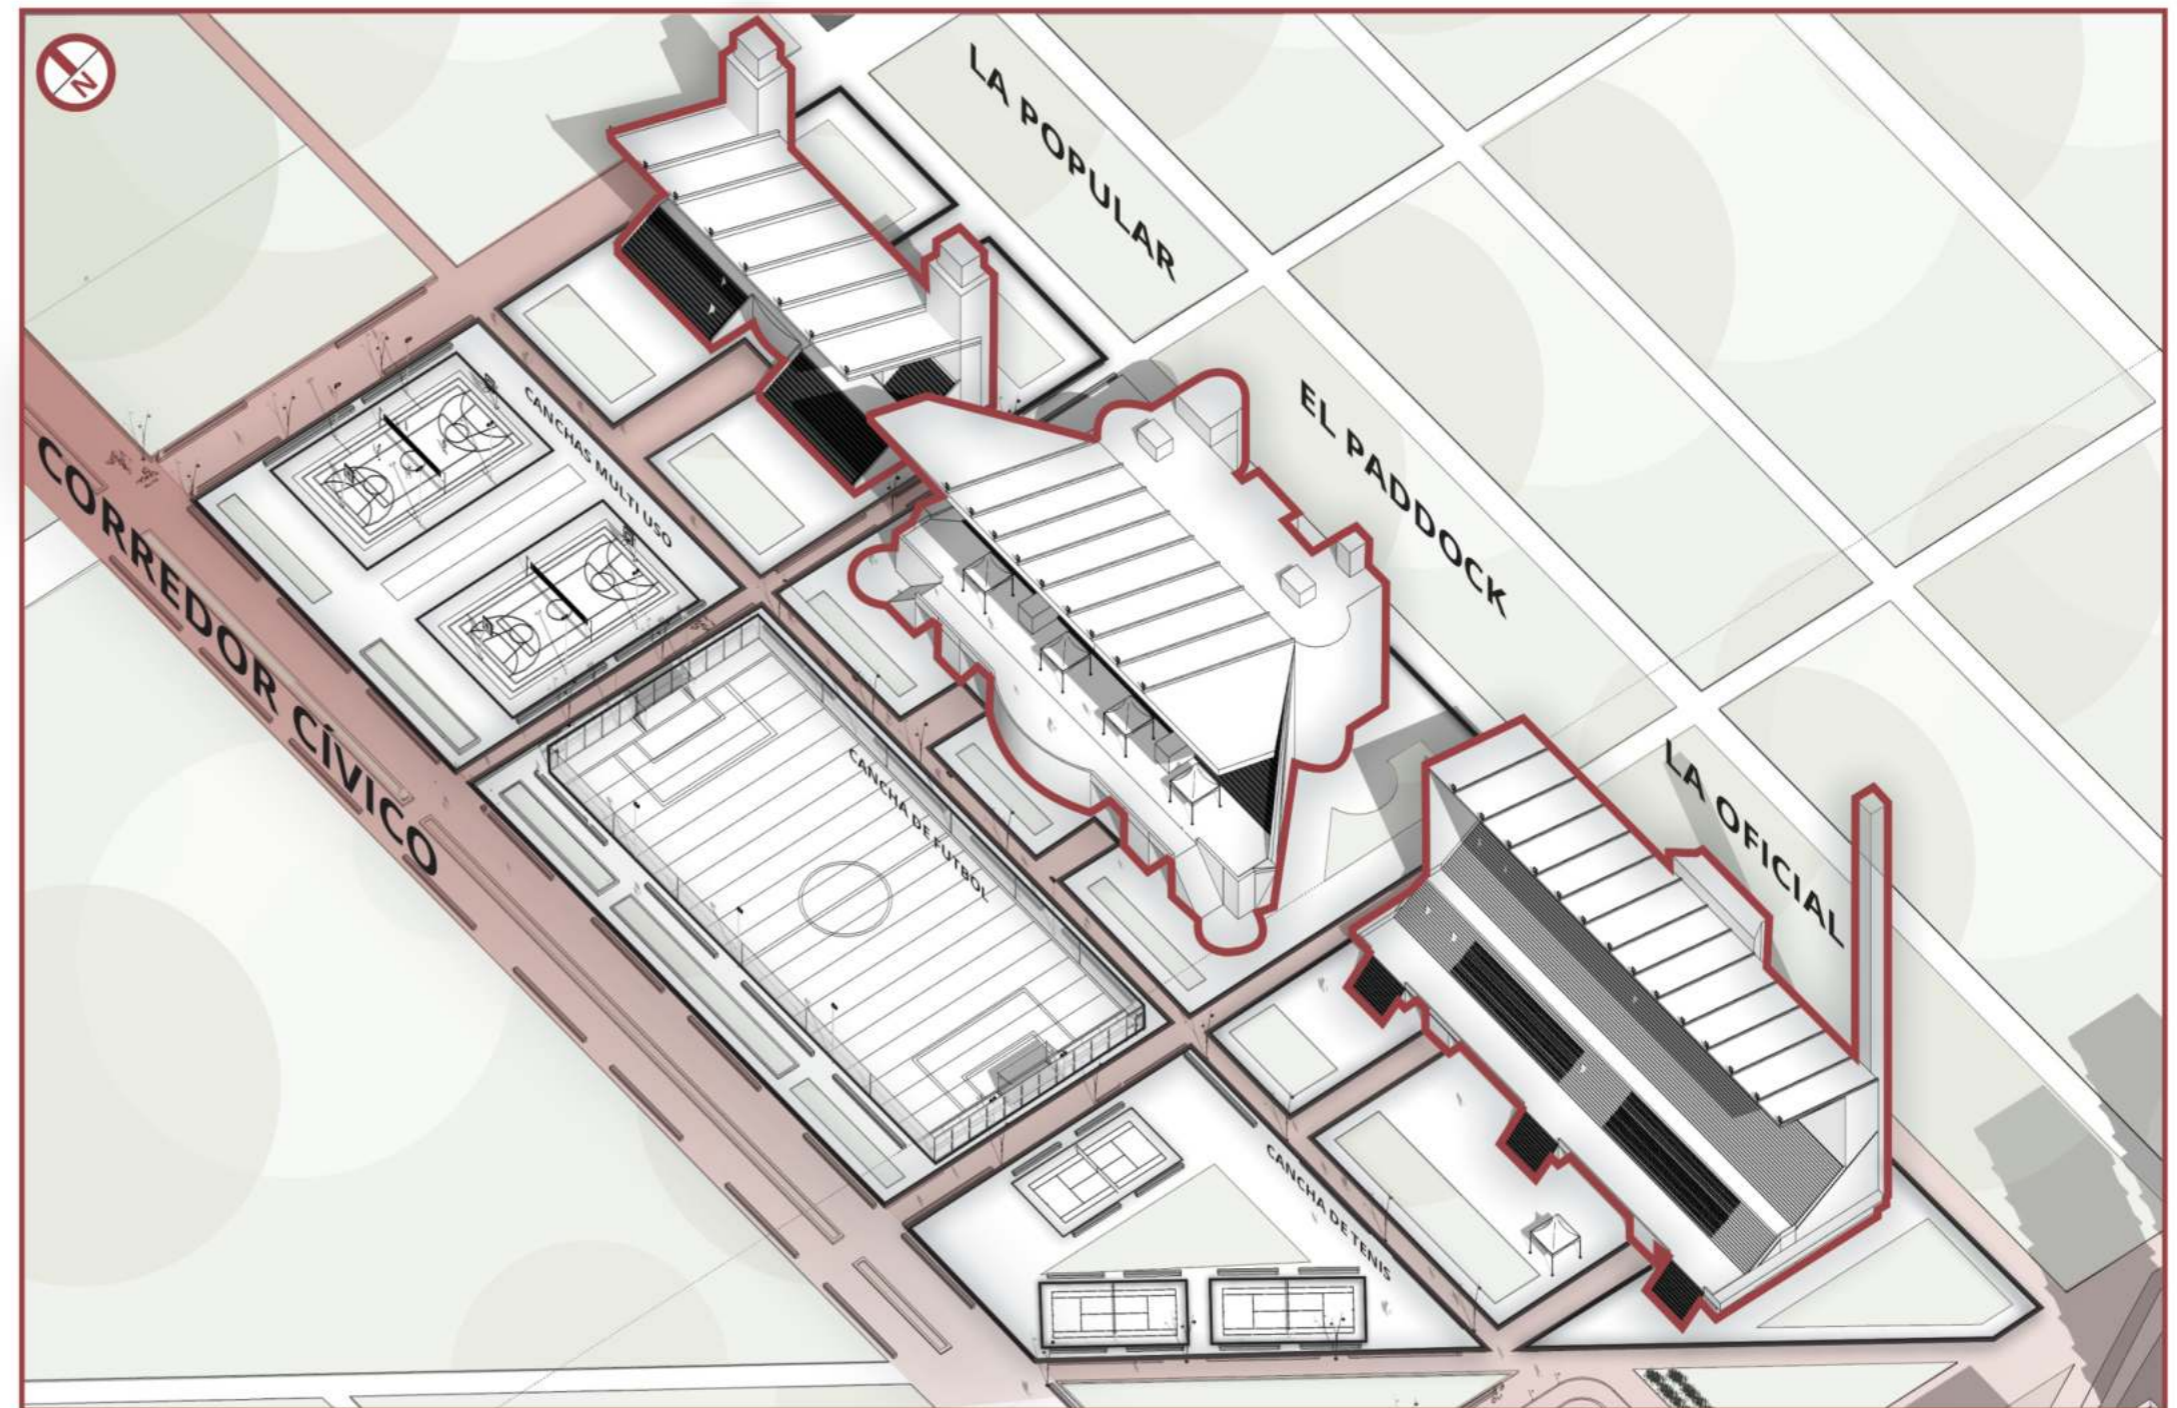 N
LA POPULAR
EL PADDOCK
LA OFICIAL
CANCHAS MULTI USO
CORREDOR CÍVICO
CANCHA DE FUTBOL
CANCHA DE TENIS